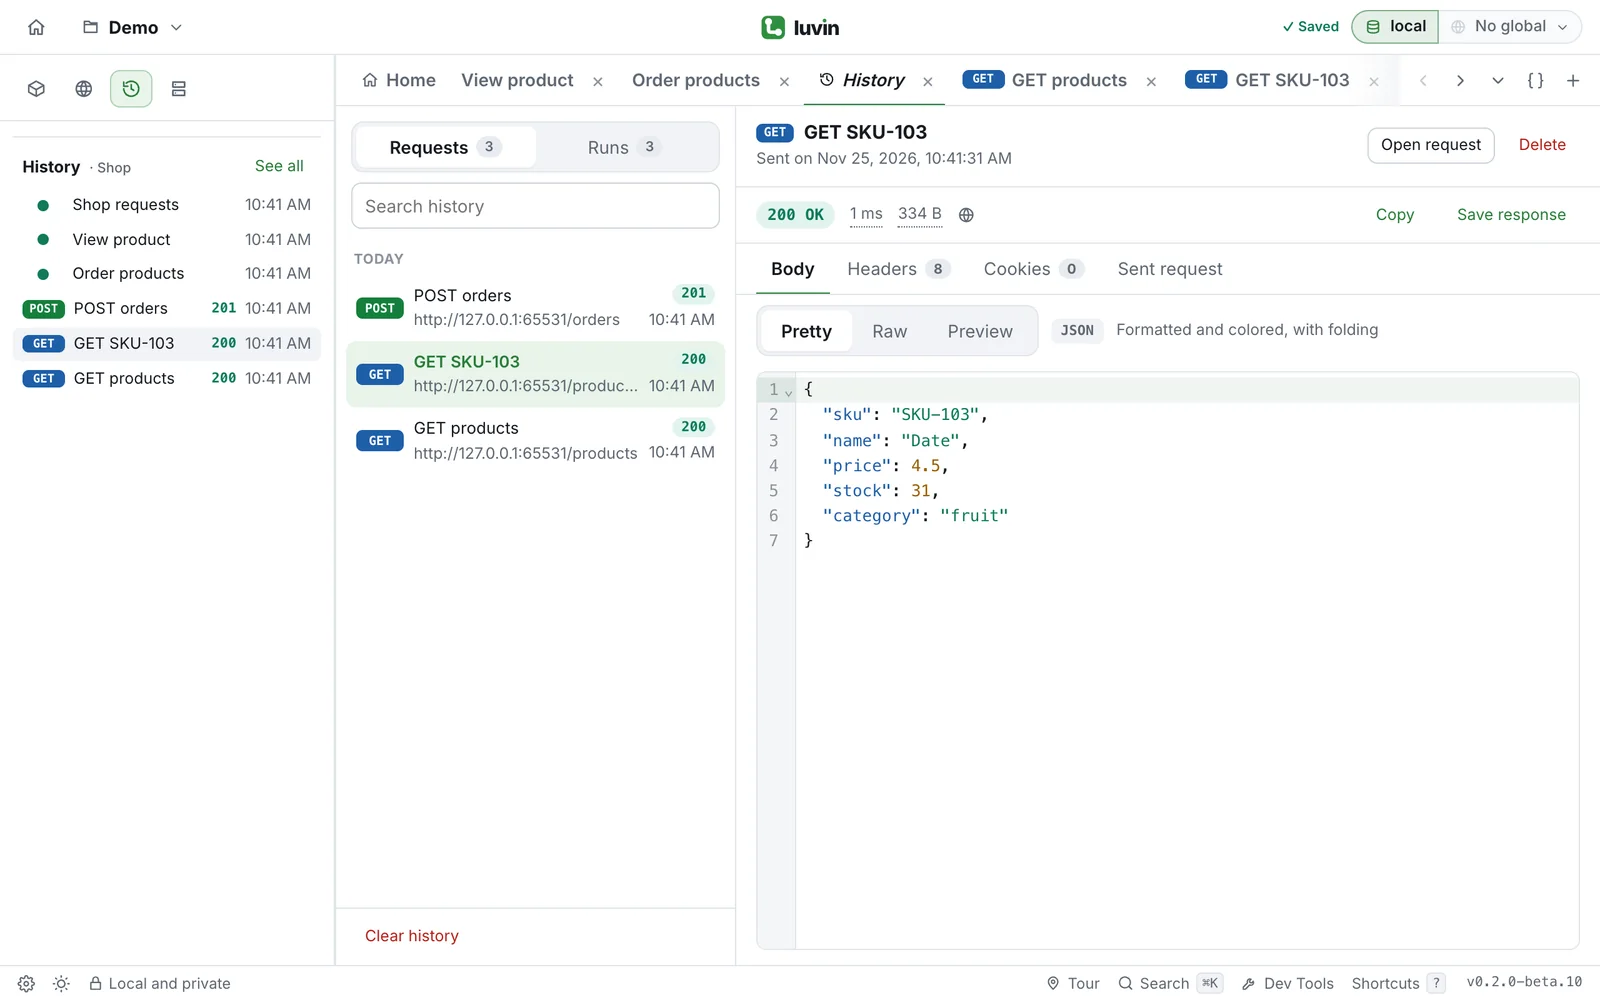 Demo
luvin
Saved
local
No global
Home
View product
Order products
History
GET GET products
GET GET SKU-103
History · Shop
See all
Shop requests 10:41 AM
View product 10:41 AM
Order products 10:41 AM
POST POST orders 201 10:41 AM
GET GET SKU-103 200 10:41 AM
GET GET products 200 10:41 AM
Requests 3
Runs 3
Search history
TODAY
POST POST orders 201
http://127.0.0.1:65531/orders 10:41 AM
GET GET SKU-103 200
http://127.0.0.1:65531/produc... 10:41 AM
GET GET products 200
http://127.0.0.1:65531/products 10:41 AM
Clear history
GET GET SKU-103
Sent on Nov 25, 2026, 10:41:31 AM
Open request
Delete
200 OK 1 ms 334 B
Copy
Save response
Body
Headers 8
Cookies 0
Sent request
Pretty
Raw
Preview
JSON
Formatted and colored, with folding
1 {
2 "sku": "SKU-103",
3 "name": "Date",
4 "price": 4.5,
5 "stock": 31,
6 "category": "fruit"
7 }
Local and private
Tour
Search ⌘K
Dev Tools
Shortcuts ?
v0.2.0-beta.10